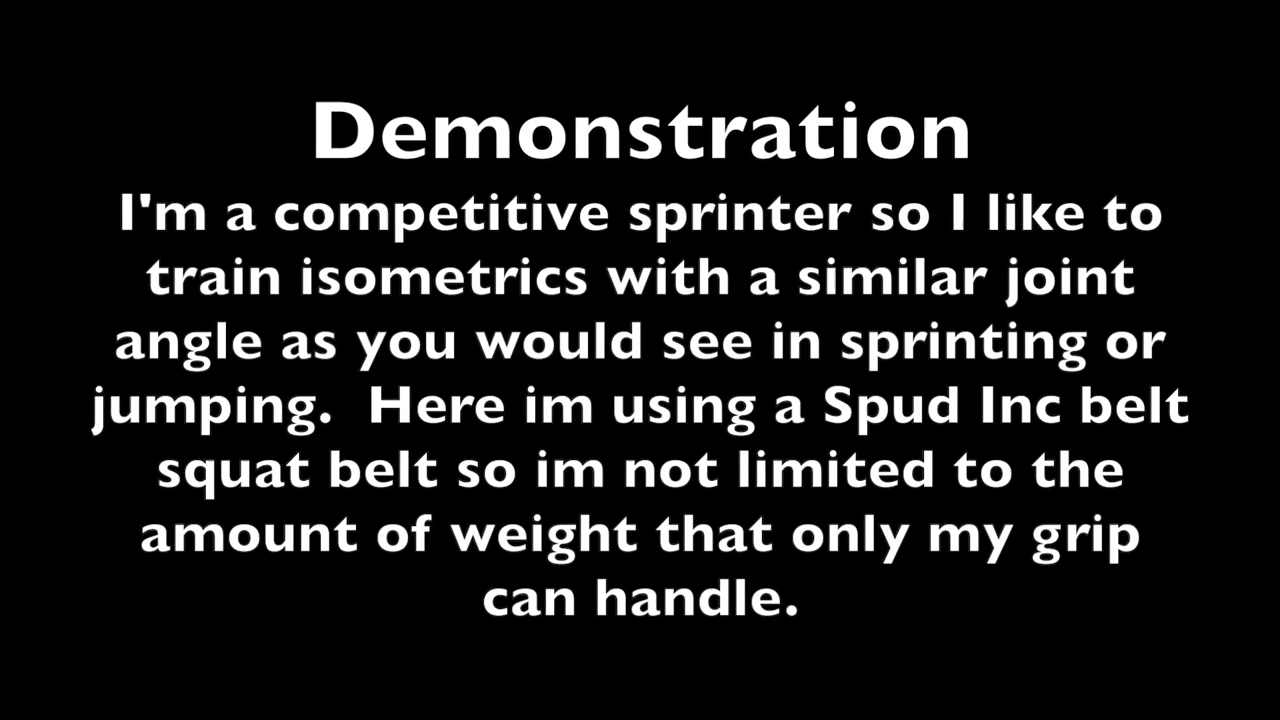 Demonstration
I'm a competitive sprinter so I like to
train isometrics with a similar joint
angle as you would see in sprinting or
jumping.  Here im using a Spud Inc belt
squat belt so im not limited to the
amount of weight that only my grip
can handle.